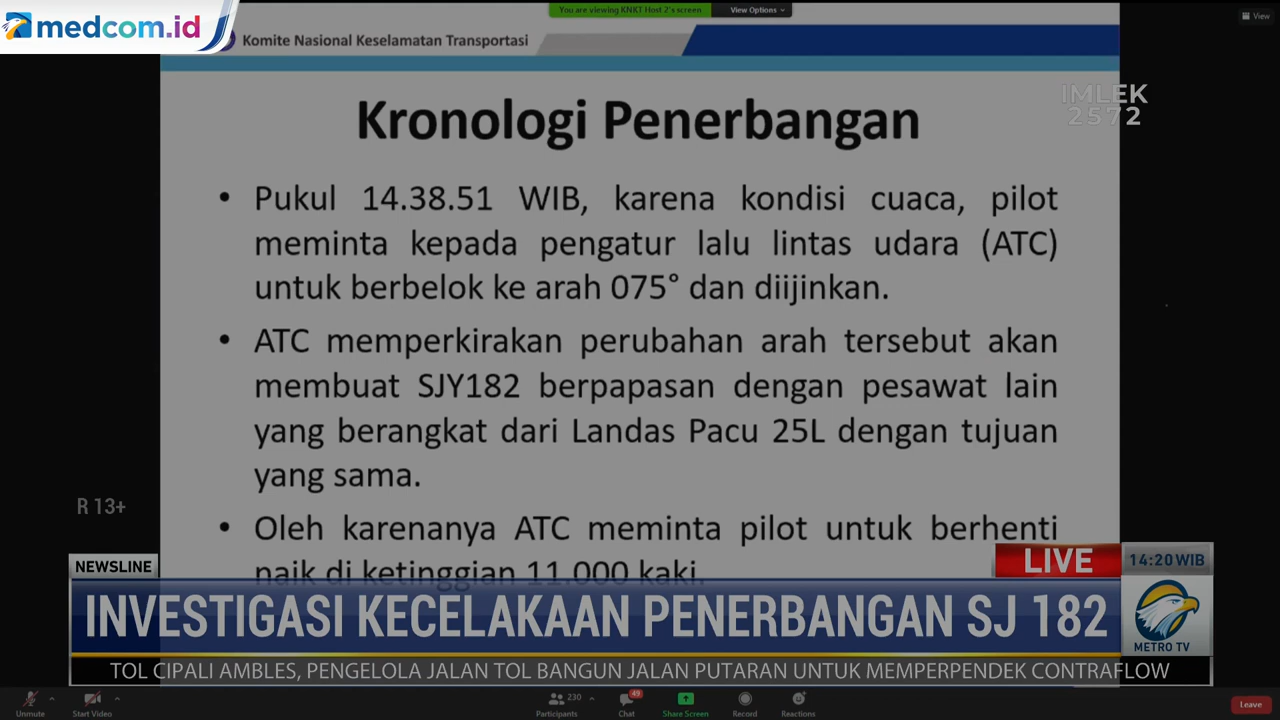 medcom.id
You are viewing KNKT Host 2's screen
View Options
View
Komite Nasional Keselamatan Transportasi
IMLEK
2572
Kronologi Penerbangan
• Pukul 14.38.51 WIB, karena kondisi cuaca, pilot
meminta kepada pengatur lalu lintas udara (ATC)
untuk berbelok ke arah 075° dan diijinkan.
• ATC memperkirakan perubahan arah tersebut akan
membuat SJY182 berpapasan dengan pesawat lain
yang berangkat dari Landas Pacu 25L dengan tujuan
yang sama.
• Oleh karenanya ATC meminta pilot untuk berhenti
naik di ketinggian 11.000 kaki.
R 13+
NEWSLINE
LIVE
14:20 WIB
INVESTIGASI KECELAKAAN PENERBANGAN SJ 182
METRO TV
TOL CIPALI AMBLES, PENGELOLA JALAN TOL BANGUN JALAN PUTARAN UNTUK MEMPERPENDEK CONTRAFLOW
Unmute
Start Video
230
Participants
49
Chat
Share Screen
Record
Reactions
Leave